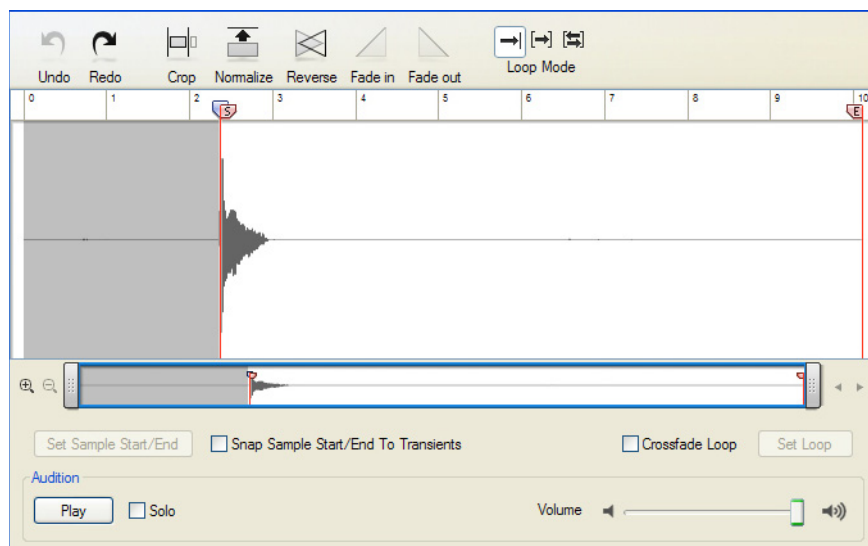 Undo Redo Crop Normalize Reverse Fade in Fade out Loop Mode
0 1 2 3 4 5 6 7 8 9 10
S E
Set Sample Start/End Snap Sample Start/End To Transients Crossfade Loop Set Loop
Audition
Play Solo Volume